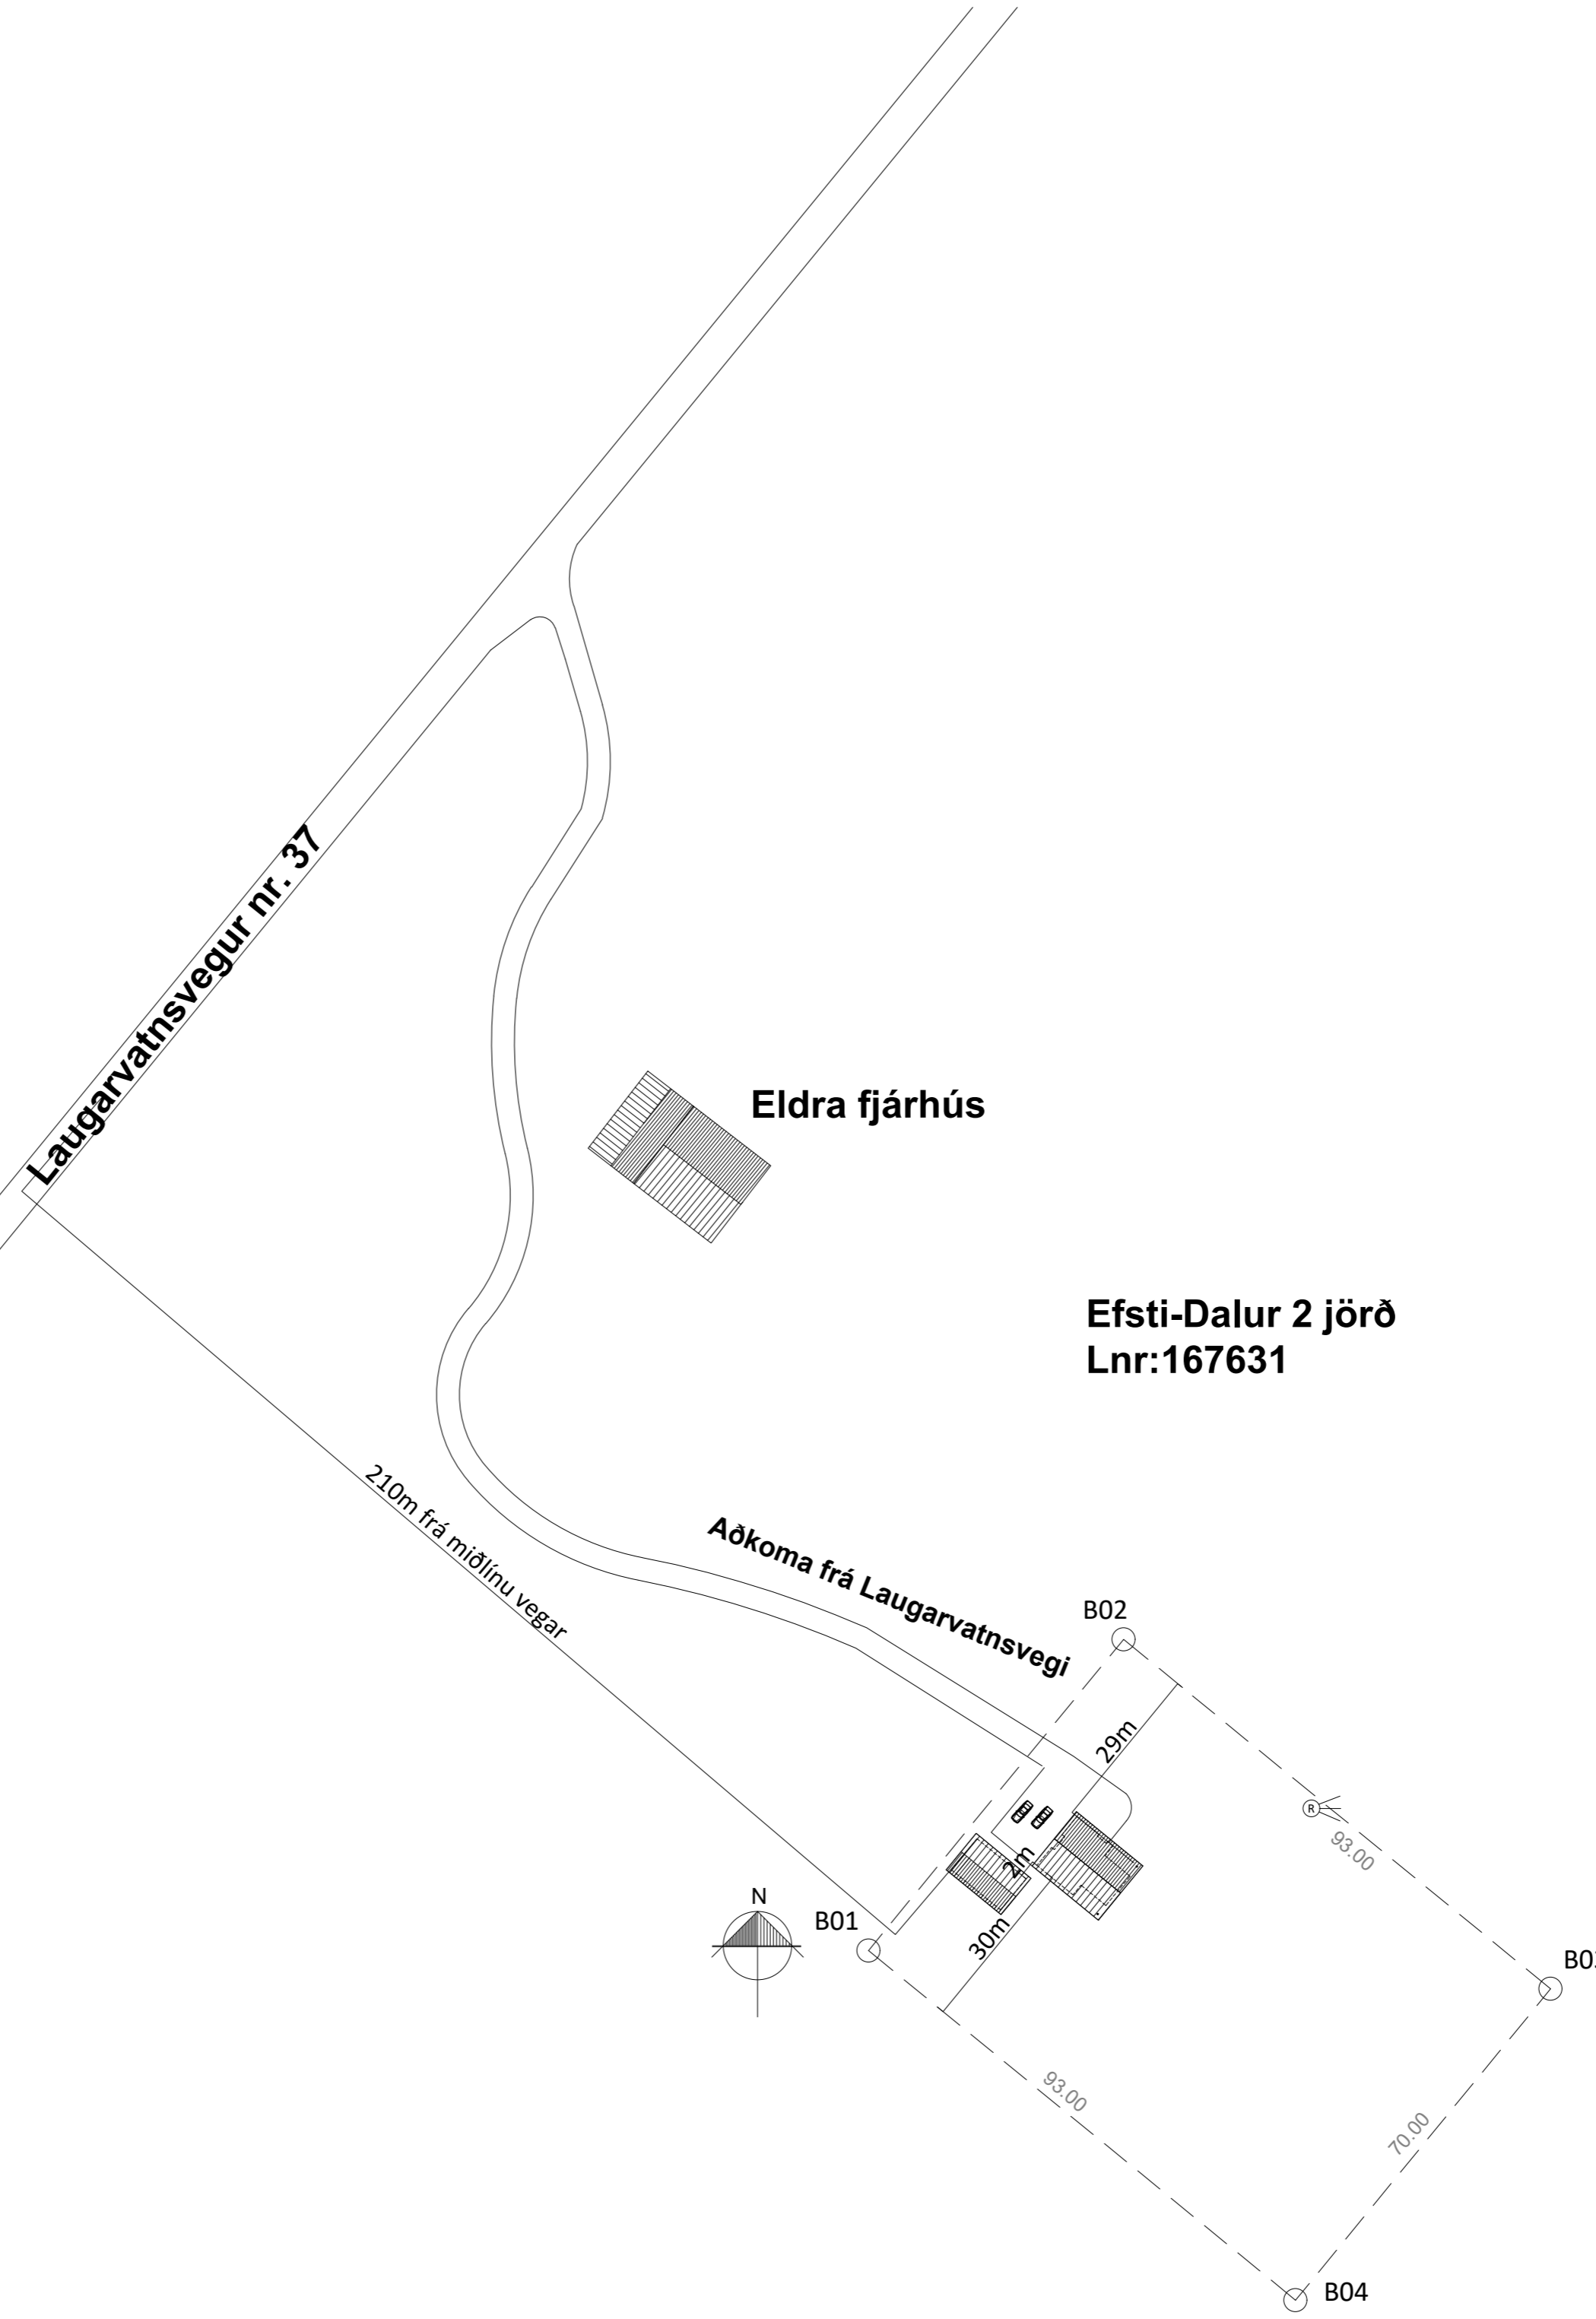 Laugarvatnsvegur nr. 37
Eldra fjárhús
Efsti-Dalur 2 jörð
Lnr:167631
210m frá miðlínu vegar
Aðkoma frá Laugarvatnsvegi
B02
29m
R
93.00
2m
N
B01
30m
93.00
70.00
B04